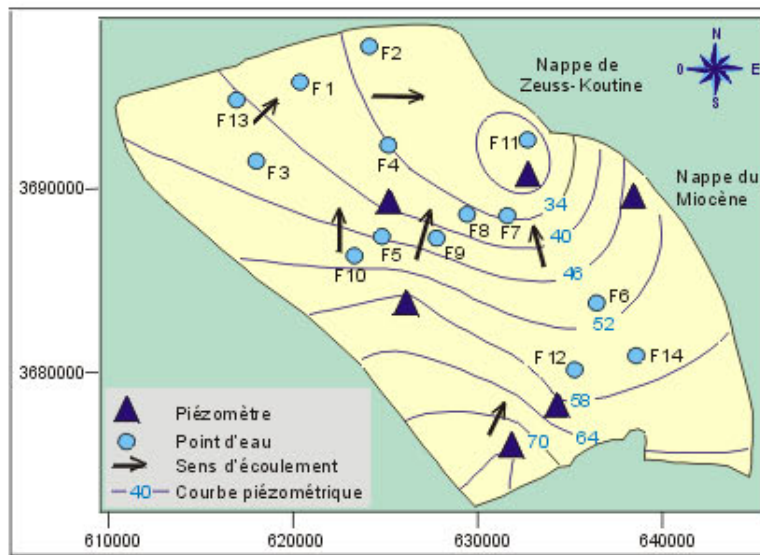 N
O
E
S
Nappe de
Zeuss-Koutine
Nappe du
Miocène
F2
F1
F13
F3
F4
F11
F8
F7
F5
F9
F10
F6
F12
F14
34
40
46
52
58
64
70
3690000
3680000
Piézomètre
Point d'eau
Sens d'écoulement
40 Courbe piézométrique
610000 620000 630000 640000